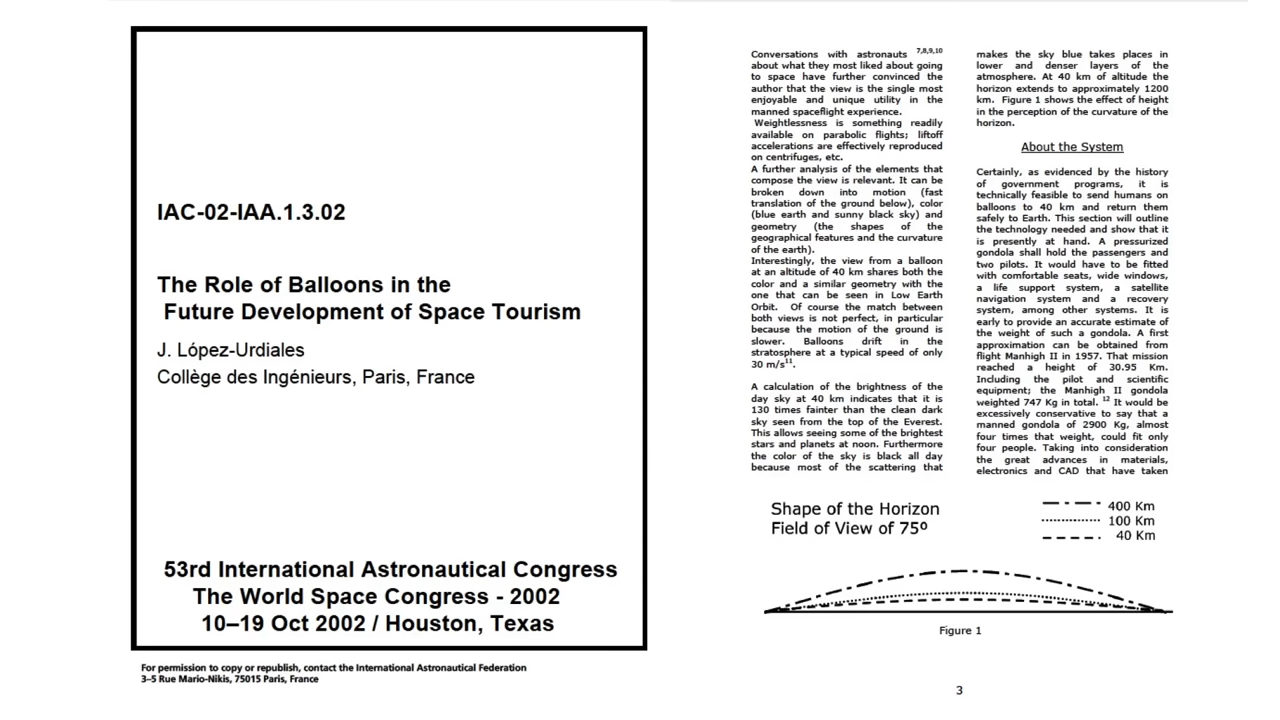 IAC-02-IAA.1.3.02
The Role of Balloons in the
Future Development of Space Tourism
J. López-Urdiales
Collège des Ingénieurs, Paris, France
53rd International Astronautical Congress
The World Space Congress - 2002
10–19 Oct 2002 / Houston, Texas
For permission to copy or republish, contact the International Astronautical Federation
3–5 Rue Mario-Nikis, 75015 Paris, France
Conversations with astronauts 7,8,9,10
about what they most liked about going
to space have further convinced the
author that the view is the single most
enjoyable and unique utility in the
manned spaceflight experience.
Weightlessness is something readily
available on parabolic flights; liftoff
accelerations are effectively reproduced
on centrifuges, etc.
A further analysis of the elements that
compose the view is relevant. It can be
broken down into motion (fast
translation of the ground below), color
(blue earth and sunny black sky) and
geometry (the shapes of the
geographical features and the curvature
of the earth).
Interestingly, the view from a balloon
at an altitude of 40 km shares both the
color and a similar geometry with the
one that can be seen in Low Earth
Orbit. Of course the match between
both views is not perfect, in particular
because the motion of the ground is
slower. Balloons drift in the
stratosphere at a typical speed of only
30 m/s11.
A calculation of the brightness of the
day sky at 40 km indicates that it is
130 times fainter than the clean dark
sky seen from the top of the Everest.
This allows seeing some of the brightest
stars and planets at noon. Furthermore
the color of the sky is black all day
because most of the scattering that
makes the sky blue takes places in
lower and denser layers of the
atmosphere. At 40 km of altitude the
horizon extends to approximately 1200
km. Figure 1 shows the effect of height
in the perception of the curvature of the
horizon.
About the System
Certainly, as evidenced by the history
of government programs, it is
technically feasible to send humans on
balloons to 40 km and return them
safely to Earth. This section will outline
the technology needed and show that it
is presently at hand. A pressurized
gondola shall hold the passengers and
two pilots. It would have to be fitted
with comfortable seats, wide windows,
a life support system, a satellite
navigation system and a recovery
system, among other systems. It is
early to provide an accurate estimate of
the weight of such a gondola. A first
approximation can be obtained from
flight Manhigh II in 1957. That mission
reached a height of 30.95 Km.
Including the pilot and scientific
equipment; the Manhigh II gondola
weighted 747 Kg in total. 12 It would be
excessively conservative to say that a
manned gondola of 2900 Kg, almost
four times that weight, could fit only
four people. Taking into consideration
the great advances in materials,
electronics and CAD that have taken
Shape of the Horizon
Field of View of 75º
400 Km
100 Km
40 Km
Figure 1
3